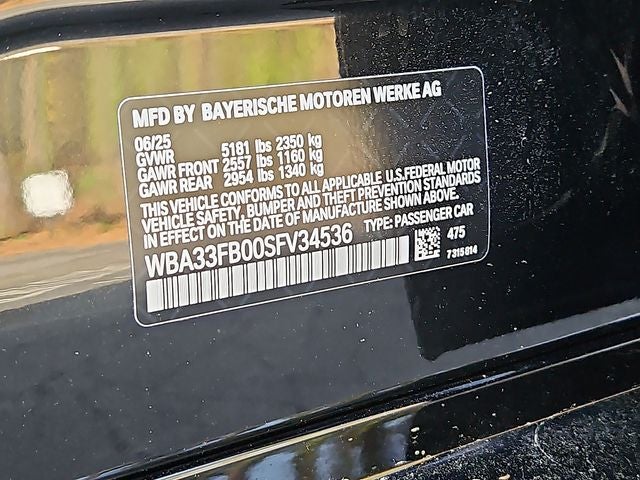 MFD BY BAYERISCHE MOTOREN WERKE AG
06/25
GVWR 5181 lbs 2350 kg
GAWR FRONT 2557 lbs 1160 kg
GAWR REAR 2954 lbs 1340 kg
THIS VEHICLE CONFORMS TO ALL APPLICABLE U.S.FEDERAL MOTOR
VEHICLE SAFETY, BUMPER AND THEFT PREVENTION STANDARDS
IN EFFECT ON THE DATE OF MANUFACTURE SHOWN ABOVE.
WBA33FB00SFV34536 TYPE: PASSENGER CAR
475
7315814